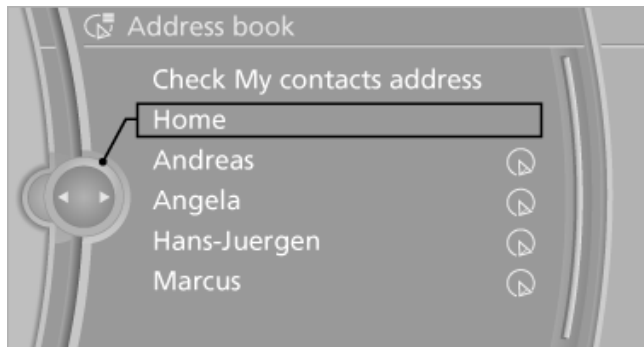 Address book
Check My contacts address
Home
Andreas
Angela
Hans-Juergen
Marcus